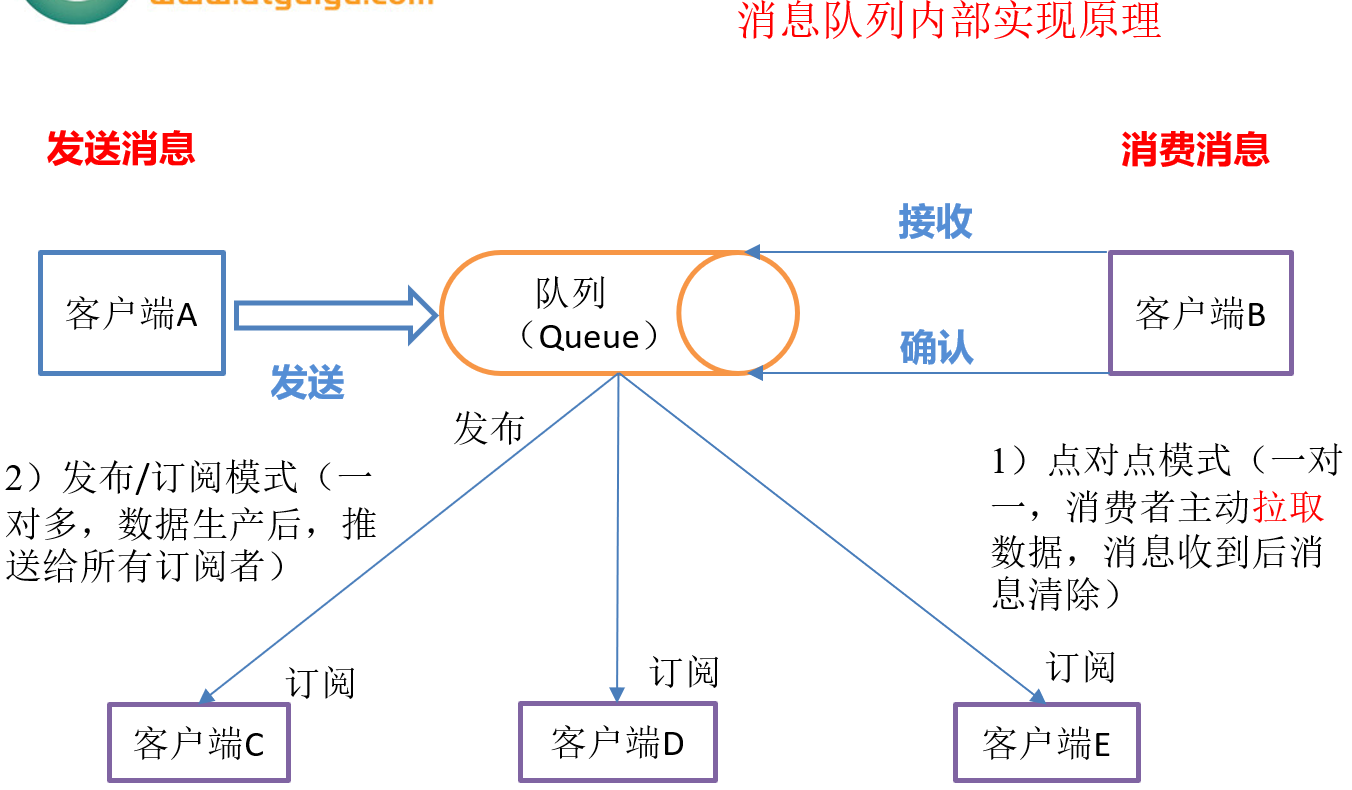 消息队列内部实现原理
发送消息
消费消息
接收
客户端A
队列
（Queue）
客户端B
确认
发送
发布
2）发布/订阅模式（一
对多，数据生产后，推
送给所有订阅者）
1）点对点模式（一对
一，消费者主动拉取
数据，消息收到后消
息清除）
订阅
订阅
订阅
客户端C
客户端D
客户端E